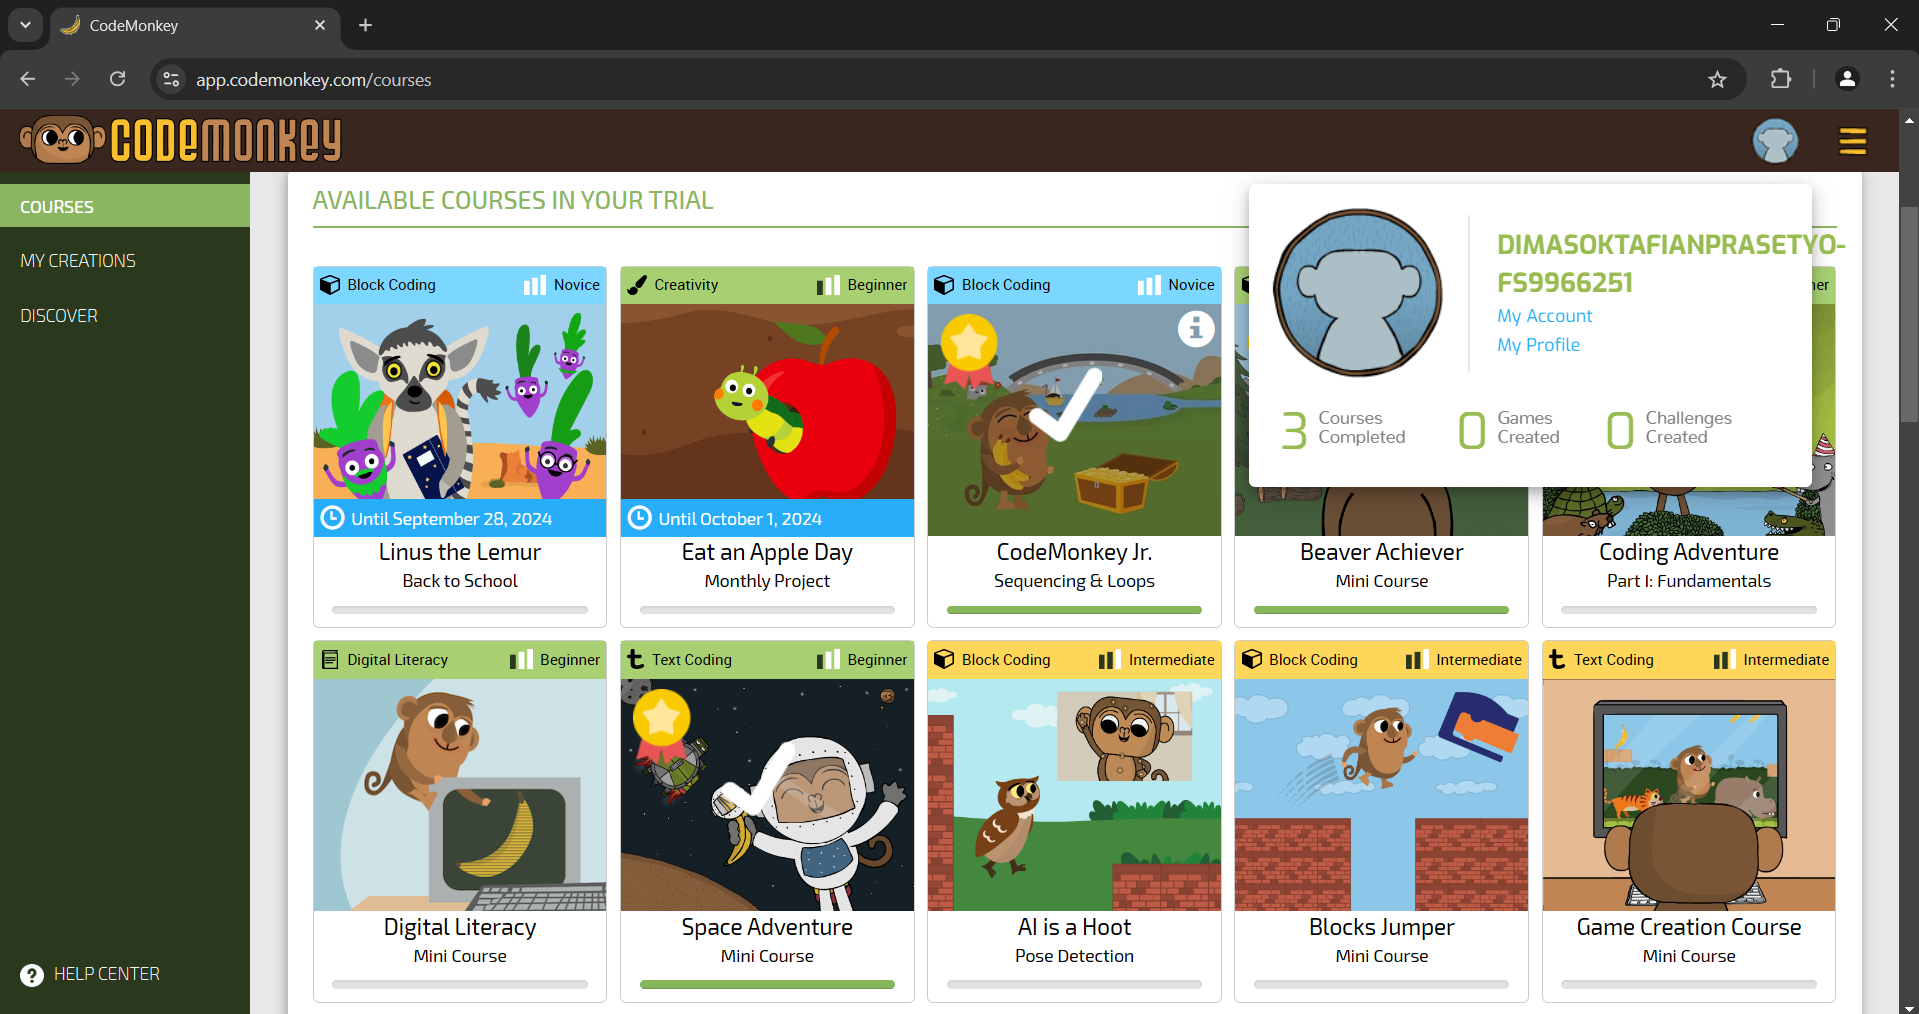 CodeMonkey
app.codemonkey.com/courses
CODEMONKEY
COURSES
MY CREATIONS
DISCOVER
HELP CENTER
AVAILABLE COURSES IN YOUR TRIAL
DIMASOKTAFIANPRASETYO-
FS9966251
My Account
My Profile
3 Courses Completed
0 Games Created
0 Challenges Created
Block Coding Novice
Until September 28, 2024
Linus the Lemur
Back to School
Creativity Beginner
Until October 1, 2024
Eat an Apple Day
Monthly Project
Block Coding Novice
CodeMonkey Jr.
Sequencing & Loops
Beaver Achiever
Mini Course
Coding Adventure
Part I: Fundamentals
Digital Literacy Beginner
Digital Literacy
Mini Course
Text Coding Beginner
Space Adventure
Mini Course
Block Coding Intermediate
AI is a Hoot
Pose Detection
Block Coding Intermediate
Blocks Jumper
Mini Course
Text Coding Intermediate
Game Creation Course
Mini Course